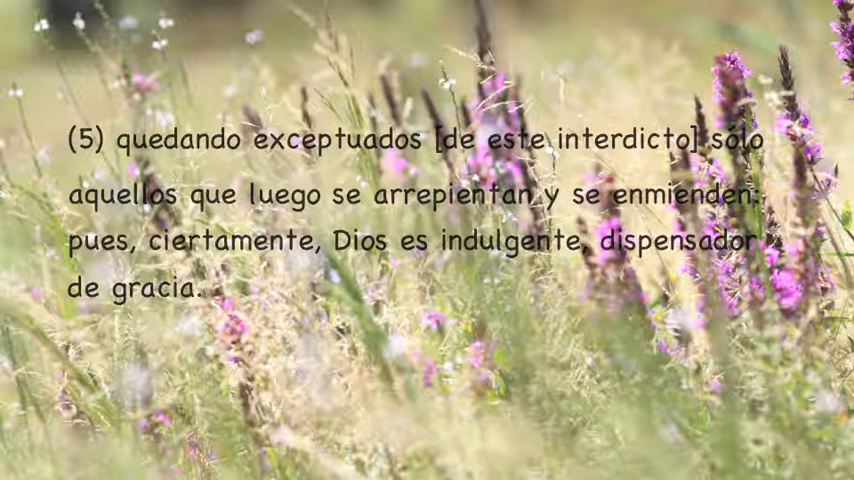 (5) quedando exceptuados [de este interdicto] sólo
aquellos que luego se arrepientan y se enmienden:
pues, ciertamente, Dios es indulgente, dispensador
de gracia.